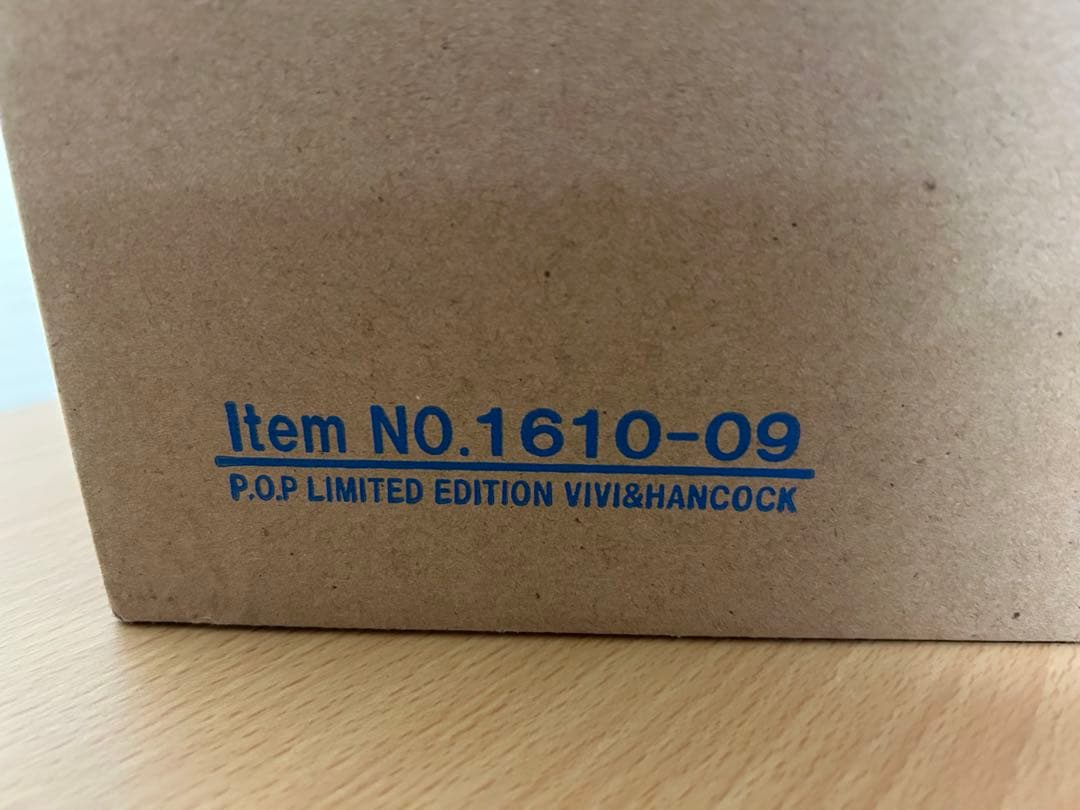 Item NO.1610-09
P.O.P LIMITED EDITION VIVI&HANCOCK